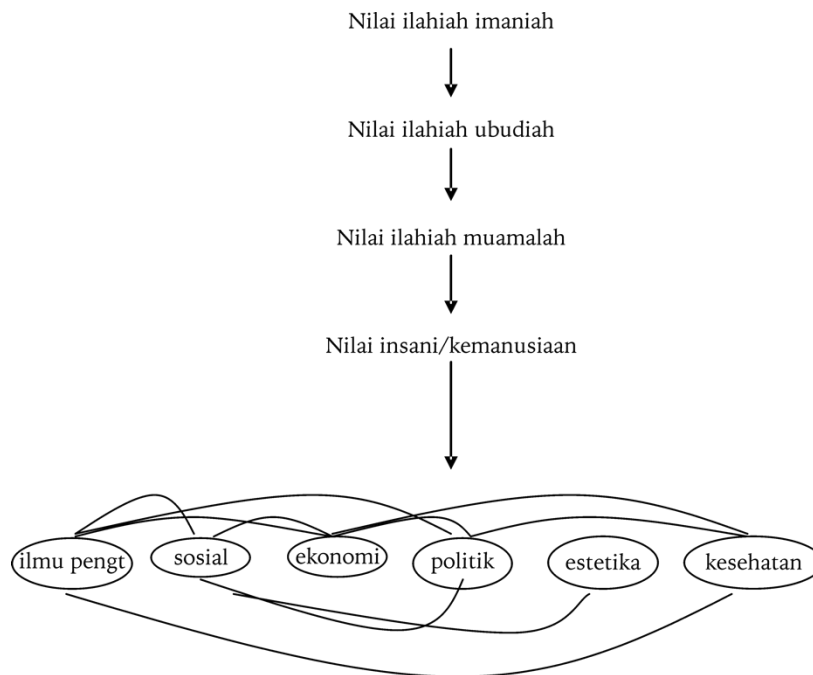 Nilai ilahiah imaniah
Nilai ilahiah ubudiah
Nilai ilahiah muamalah
Nilai insani/kemanusiaan
ilmu pengt
sosial
ekonomi
politik
estetika
kesehatan